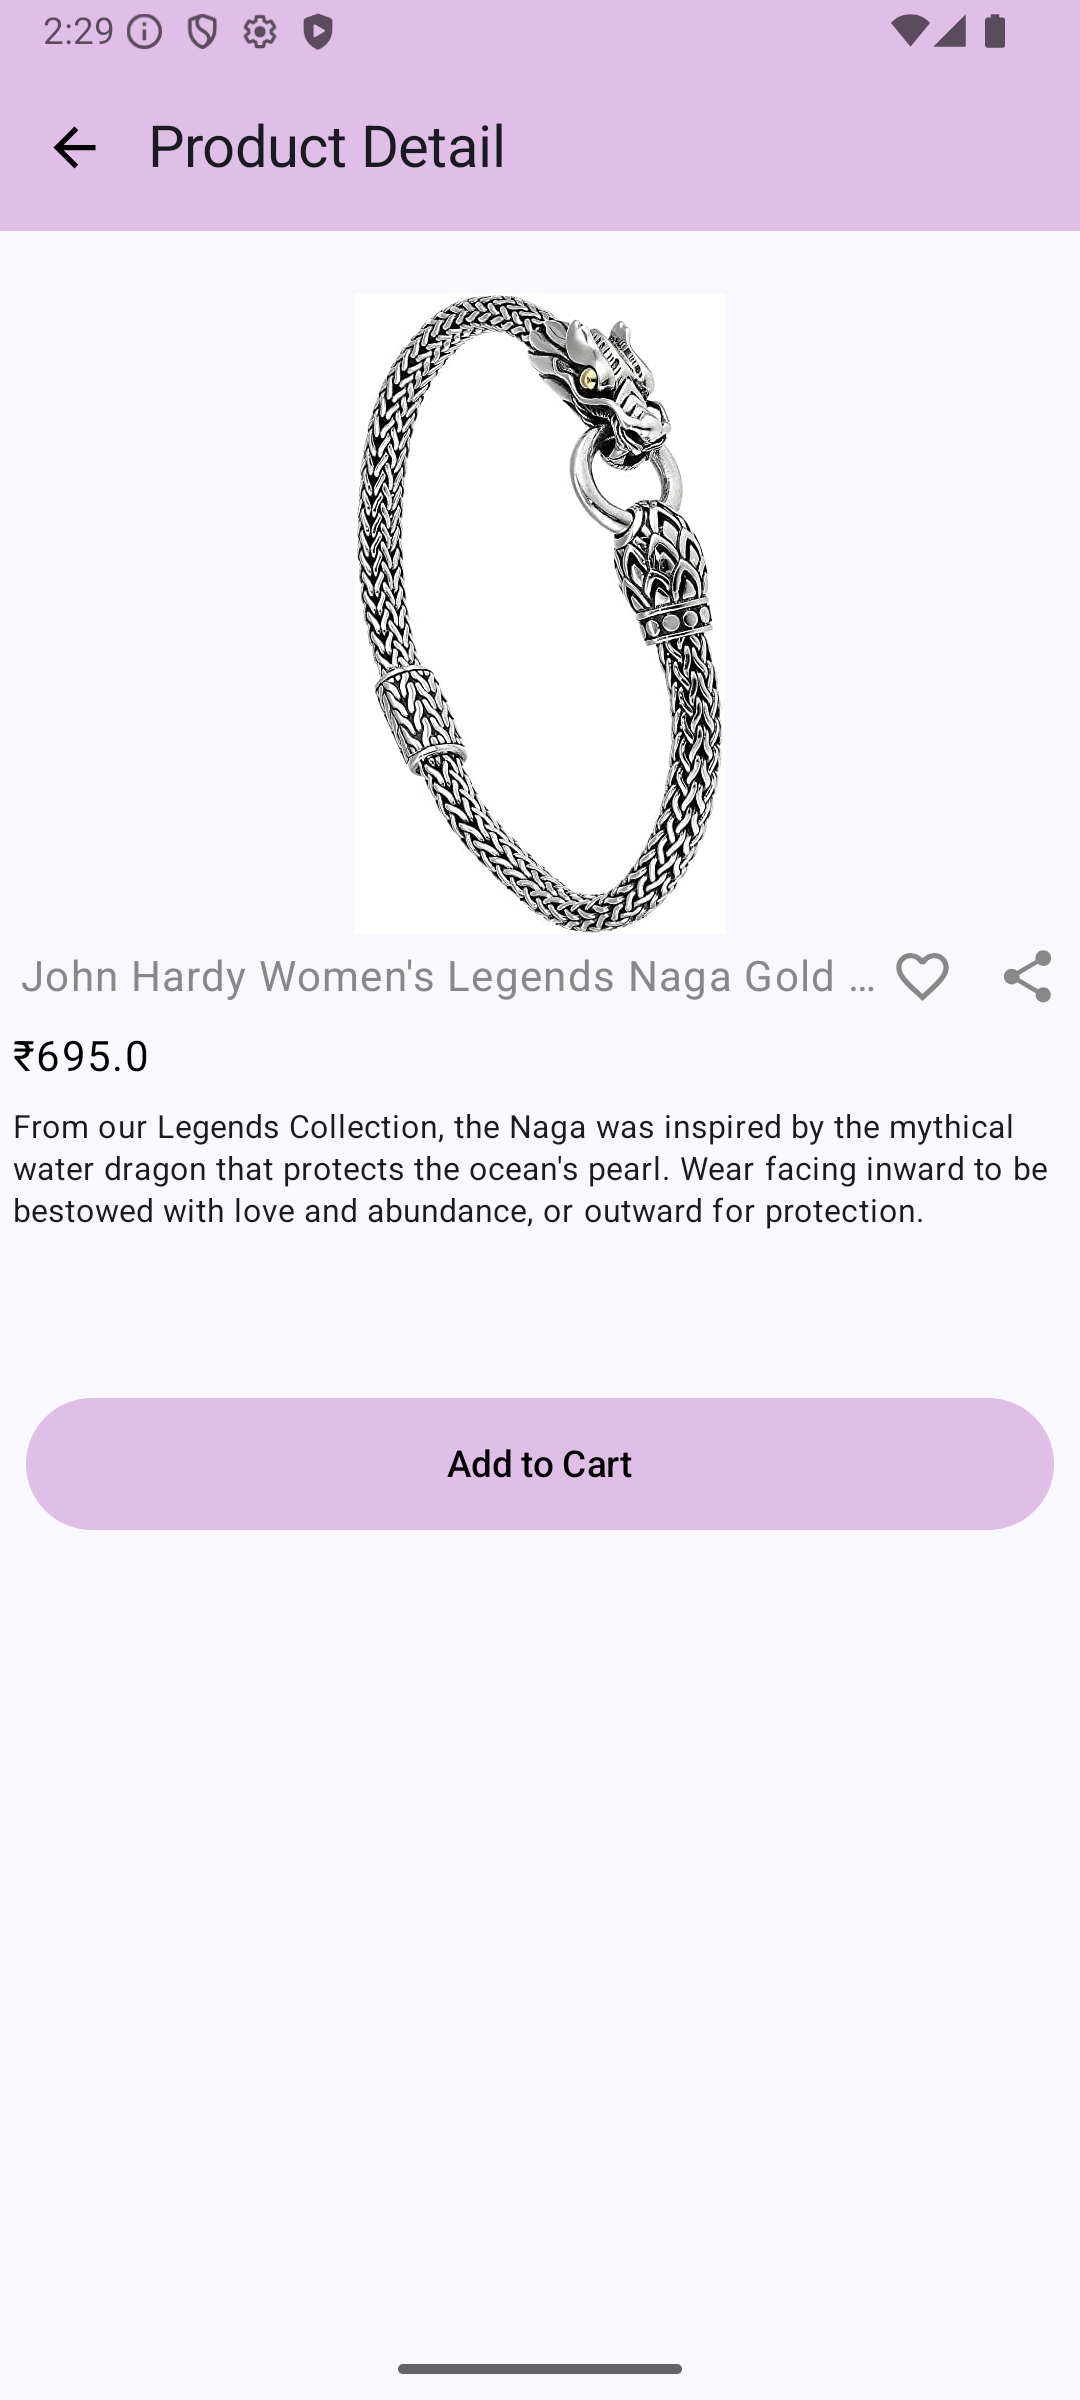 2:29
Product Detail
John Hardy Women's Legends Naga Gold ...
₹695.0
From our Legends Collection, the Naga was inspired by the mythical
water dragon that protects the ocean's pearl. Wear facing inward to be
bestowed with love and abundance, or outward for protection.
Add to Cart